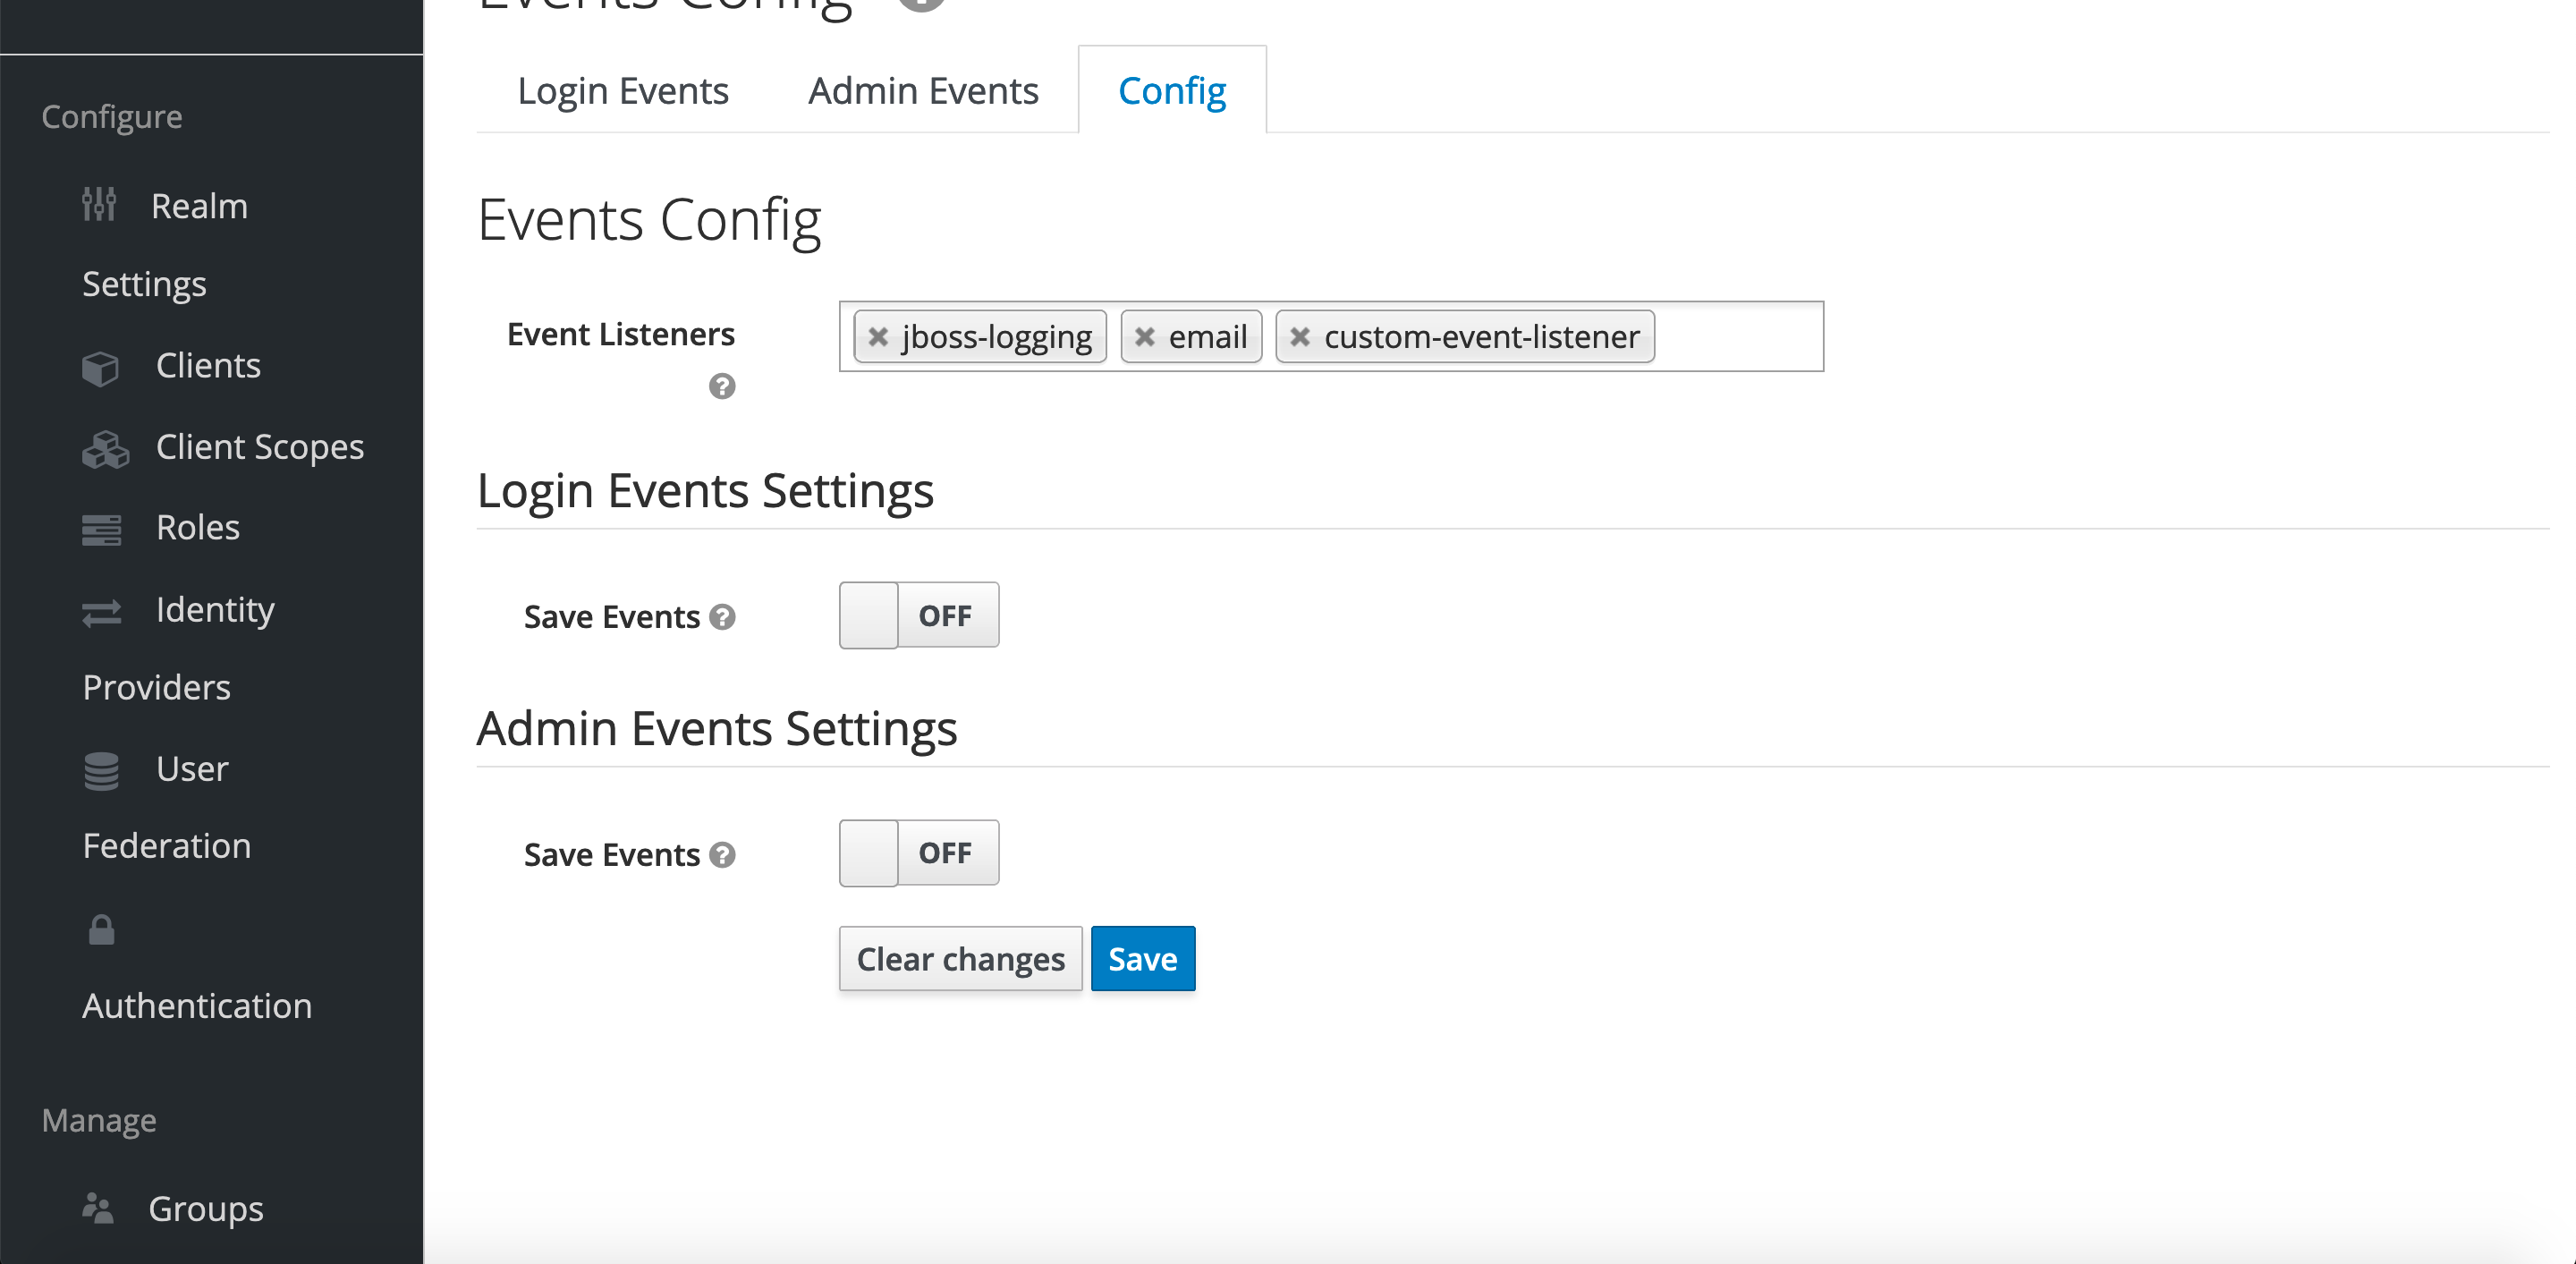 Configure
Realm
Settings
Clients
Client Scopes
Roles
Identity
Providers
User
Federation
Authentication
Manage
Groups
Events Config
Login Events
Admin Events
Config
Events Config
Event Listeners
jboss-logging
email
custom-event-listener
Login Events Settings
Save Events
OFF
Admin Events Settings
Save Events
OFF
Clear changes
Save